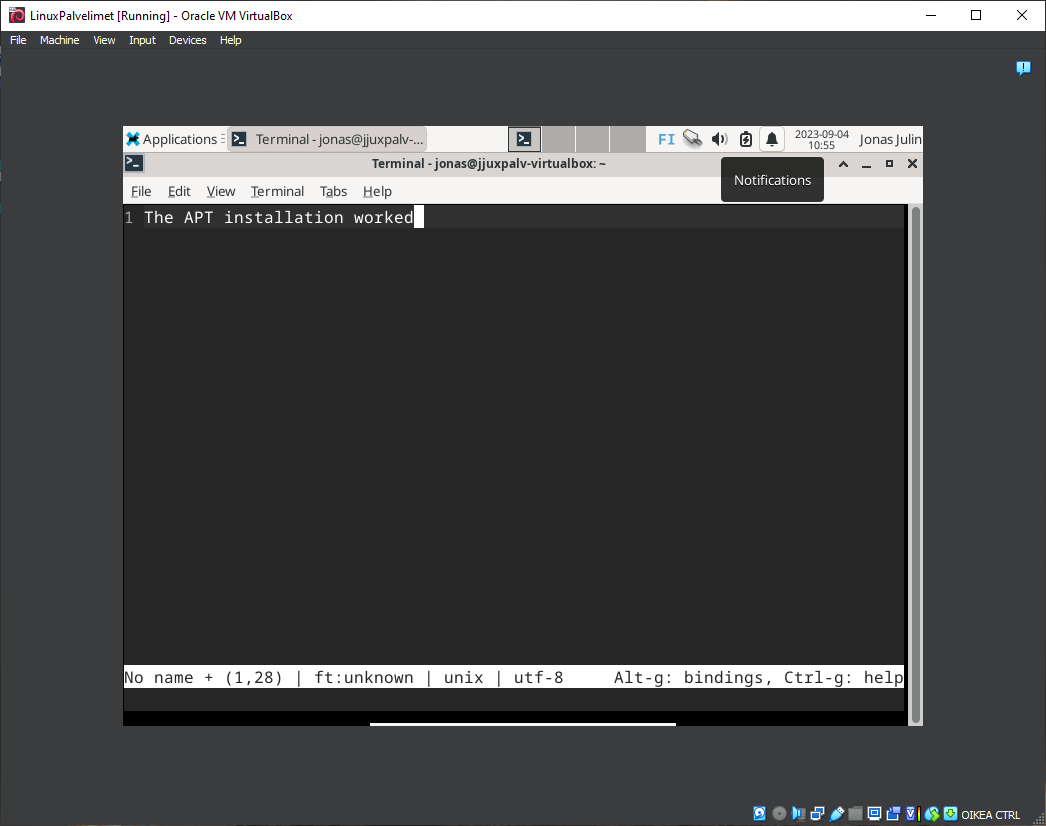 LinuxPalvelimet [Running] - Oracle VM VirtualBox
File Machine View Input Devices Help
Applications Terminal - jonas@jjuxpalv-... FI 2023-09-04 10:55 Jonas Julin
Terminal - jonas@jjuxpalv-virtualbox: ~
Notifications
File Edit View Terminal Tabs Help
1 The APT installation worked
No name + (1,28) | ft:unknown | unix | utf-8 Alt-g: bindings, Ctrl-g: help
OIKEA CTRL